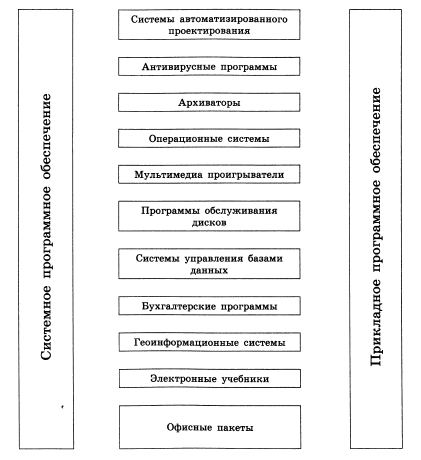 Системное программное обеспечение
Системы автоматизированного
проектирования
Антивирусные программы
Архиваторы
Операционные системы
Мультимедиа проигрыватели
Программы обслуживания
дисков
Системы управления базами
данных
Бухгалтерские программы
Геоинформационные системы
Электронные учебники
Офисные пакеты
Прикладное программное обеспечение